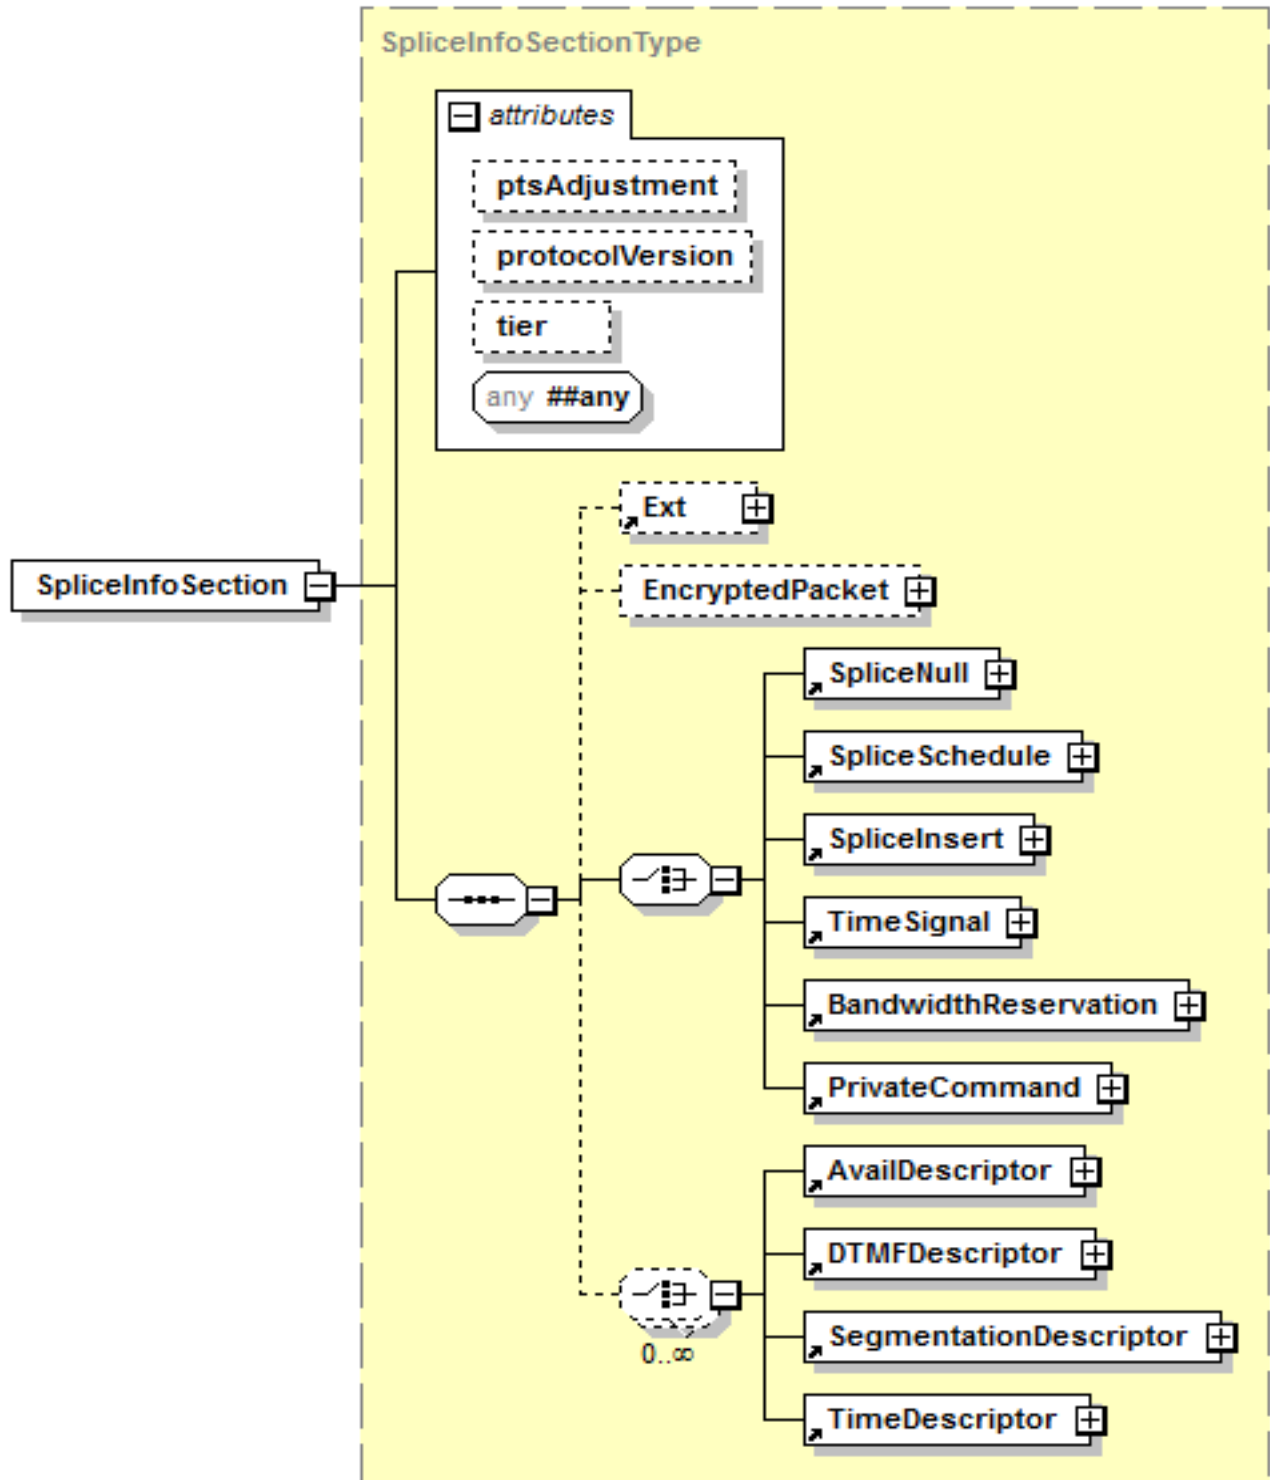 SpliceInfoSectionType
attributes
ptsAdjustment
protocolVersion
tier
any ##any
Ext
EncryptedPacket
SpliceInfoSection
SpliceNull
SpliceSchedule
SpliceInsert
TimeSignal
BandwidthReservation
PrivateCommand
AvailDescriptor
DTMFDescriptor
SegmentationDescriptor
0..∞
TimeDescriptor